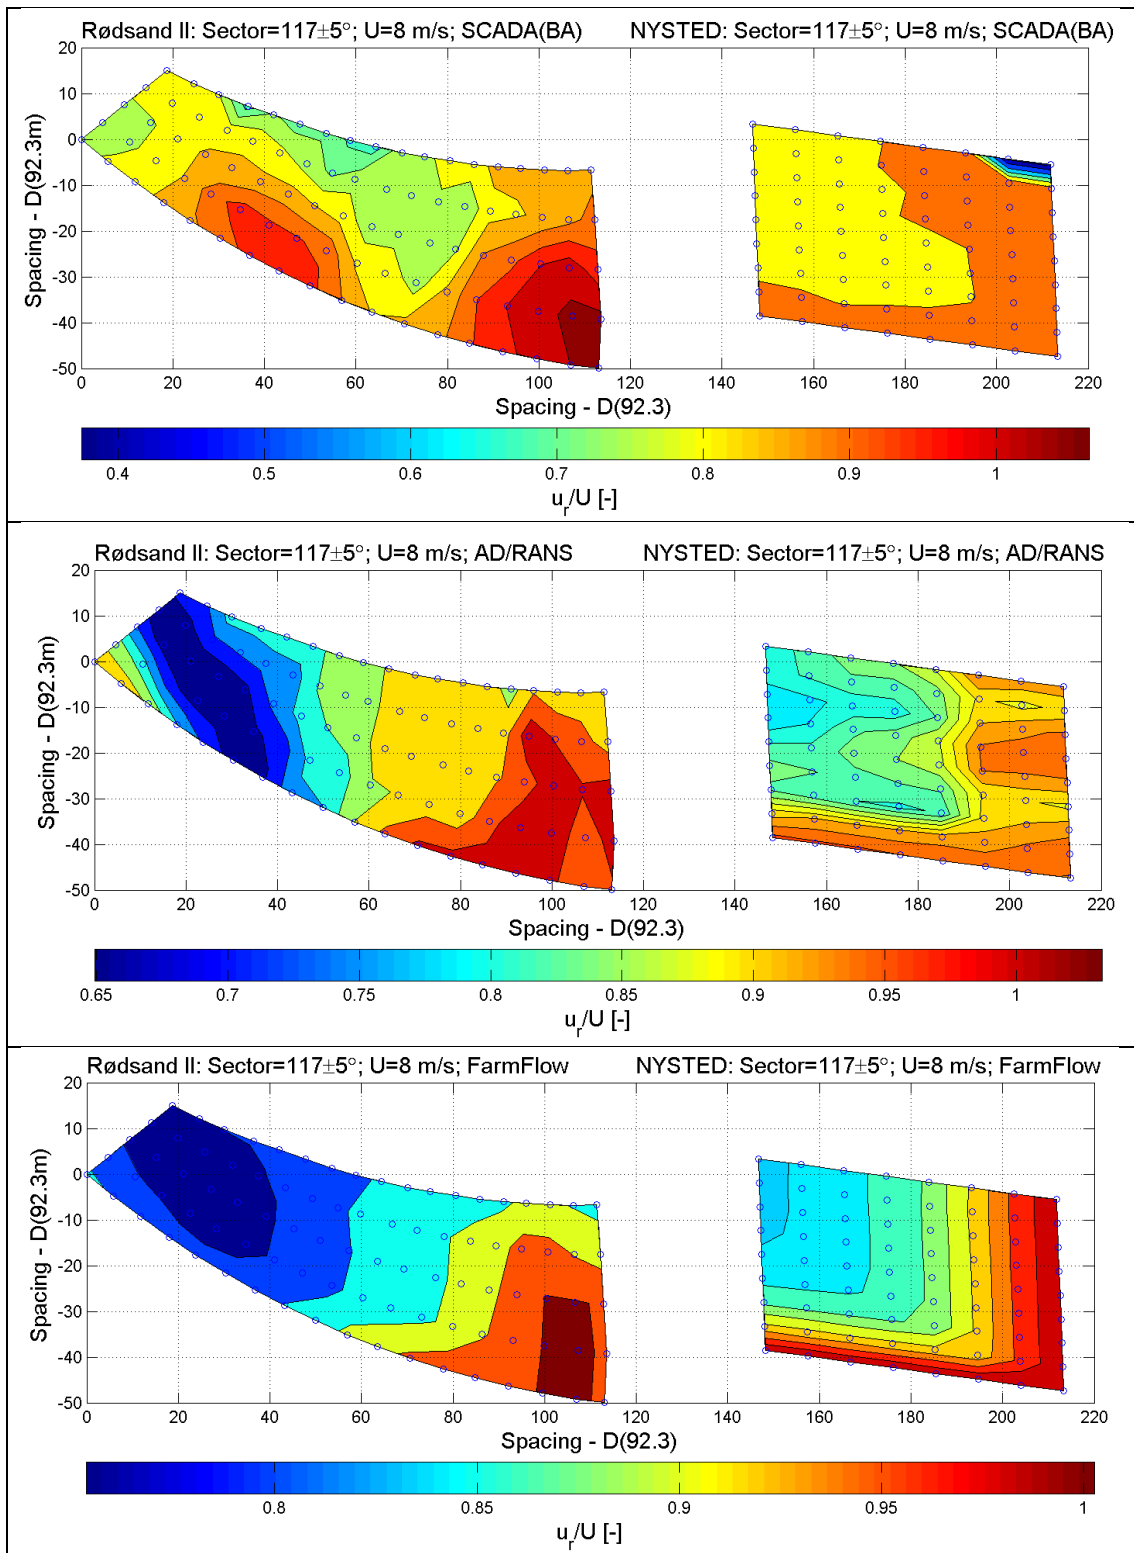 Rødsand II: Sector=117±5°; U=8 m/s; SCADA(BA) NYSTED: Sector=117±5°; U=8 m/s; SCADA(BA)
20
10
0
-10
-20
-30
-40
-50
Spacing - D(92.3m)
0 20 40 60 80 100 120 140 160 180 200 220
Spacing - D(92.3)
0.4 0.5 0.6 0.7 0.8 0.9 1
u_r/U [-]
Rødsand II: Sector=117±5°; U=8 m/s; AD/RANS NYSTED: Sector=117±5°; U=8 m/s; AD/RANS
20
10
0
-10
-20
-30
-40
-50
Spacing - D(92.3m)
0 20 40 60 80 100 120 140 160 180 200 220
Spacing - D(92.3)
0.65 0.7 0.75 0.8 0.85 0.9 0.95 1
u_r/U [-]
Rødsand II: Sector=117±5°; U=8 m/s; FarmFlow NYSTED: Sector=117±5°; U=8 m/s; FarmFlow
20
10
0
-10
-20
-30
-40
-50
Spacing - D(92.3m)
0 20 40 60 80 100 120 140 160 180 200 220
Spacing - D(92.3)
0.8 0.85 0.9 0.95 1
u_r/U [-]